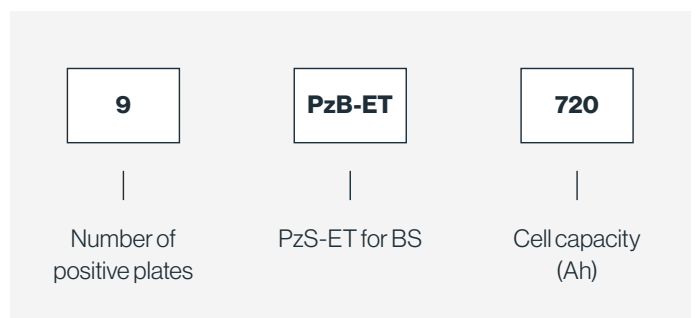 9
PzB-ET
720
Number of
positive plates
PzS-ET for BS
Cell capacity
(Ah)